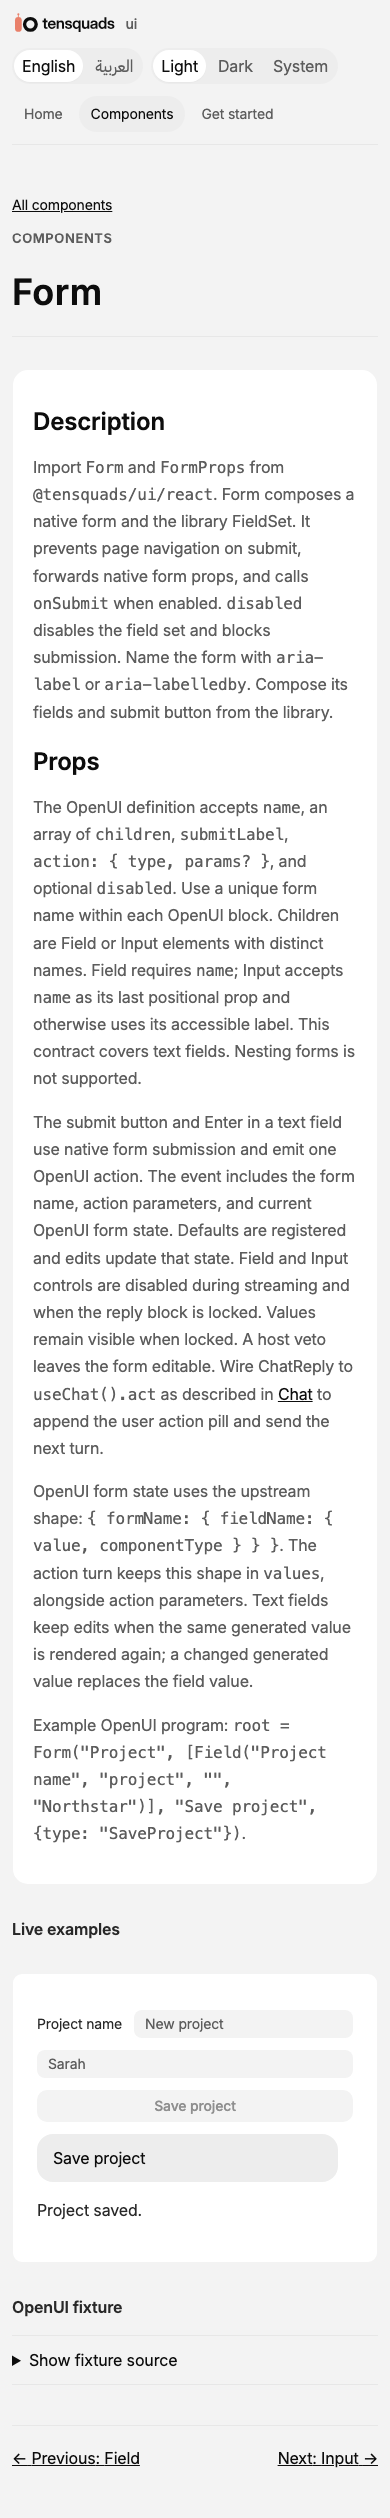 tensquads ui
English العربية Light Dark System
Home Components Get started
All components
COMPONENTS
Form
Description
Import Form and FormProps from
@tensquads/ui/react. Form composes a
native form and the library FieldSet. It
prevents page navigation on submit,
forwards native form props, and calls
onSubmit when enabled. disabled
disables the field set and blocks
submission. Name the form with aria-
label or aria-labelledby. Compose its
fields and submit button from the library.
Props
The OpenUI definition accepts name, an
array of children, submitLabel,
action: { type, params? }, and
optional disabled. Use a unique form
name within each OpenUI block. Children
are Field or Input elements with distinct
names. Field requires name; Input accepts
name as its last positional prop and
otherwise uses its accessible label. This
contract covers text fields. Nesting forms is
not supported.
The submit button and Enter in a text field
use native form submission and emit one
OpenUI action. The event includes the form
name, action parameters, and current
OpenUI form state. Defaults are registered
and edits update that state. Field and Input
controls are disabled during streaming and
when the reply block is locked. Values
remain visible when locked. A host veto
leaves the form editable. Wire ChatReply to
useChat().act as described in Chat to
append the user action pill and send the
next turn.
OpenUI form state uses the upstream
shape: { formName: { fieldName: {
value, componentType } } }. The
action turn keeps this shape in values,
alongside action parameters. Text fields
keep edits when the same generated value
is rendered again; a changed generated
value replaces the field value.
Example OpenUI program: root =
Form("Project", [Field("Project
name", "project", "",
"Northstar")], "Save project",
{type: "SaveProject"}).
Live examples
Project name New project
Sarah
Save project
Save project
Project saved.
OpenUI fixture
▶ Show fixture source
← Previous: Field Next: Input →